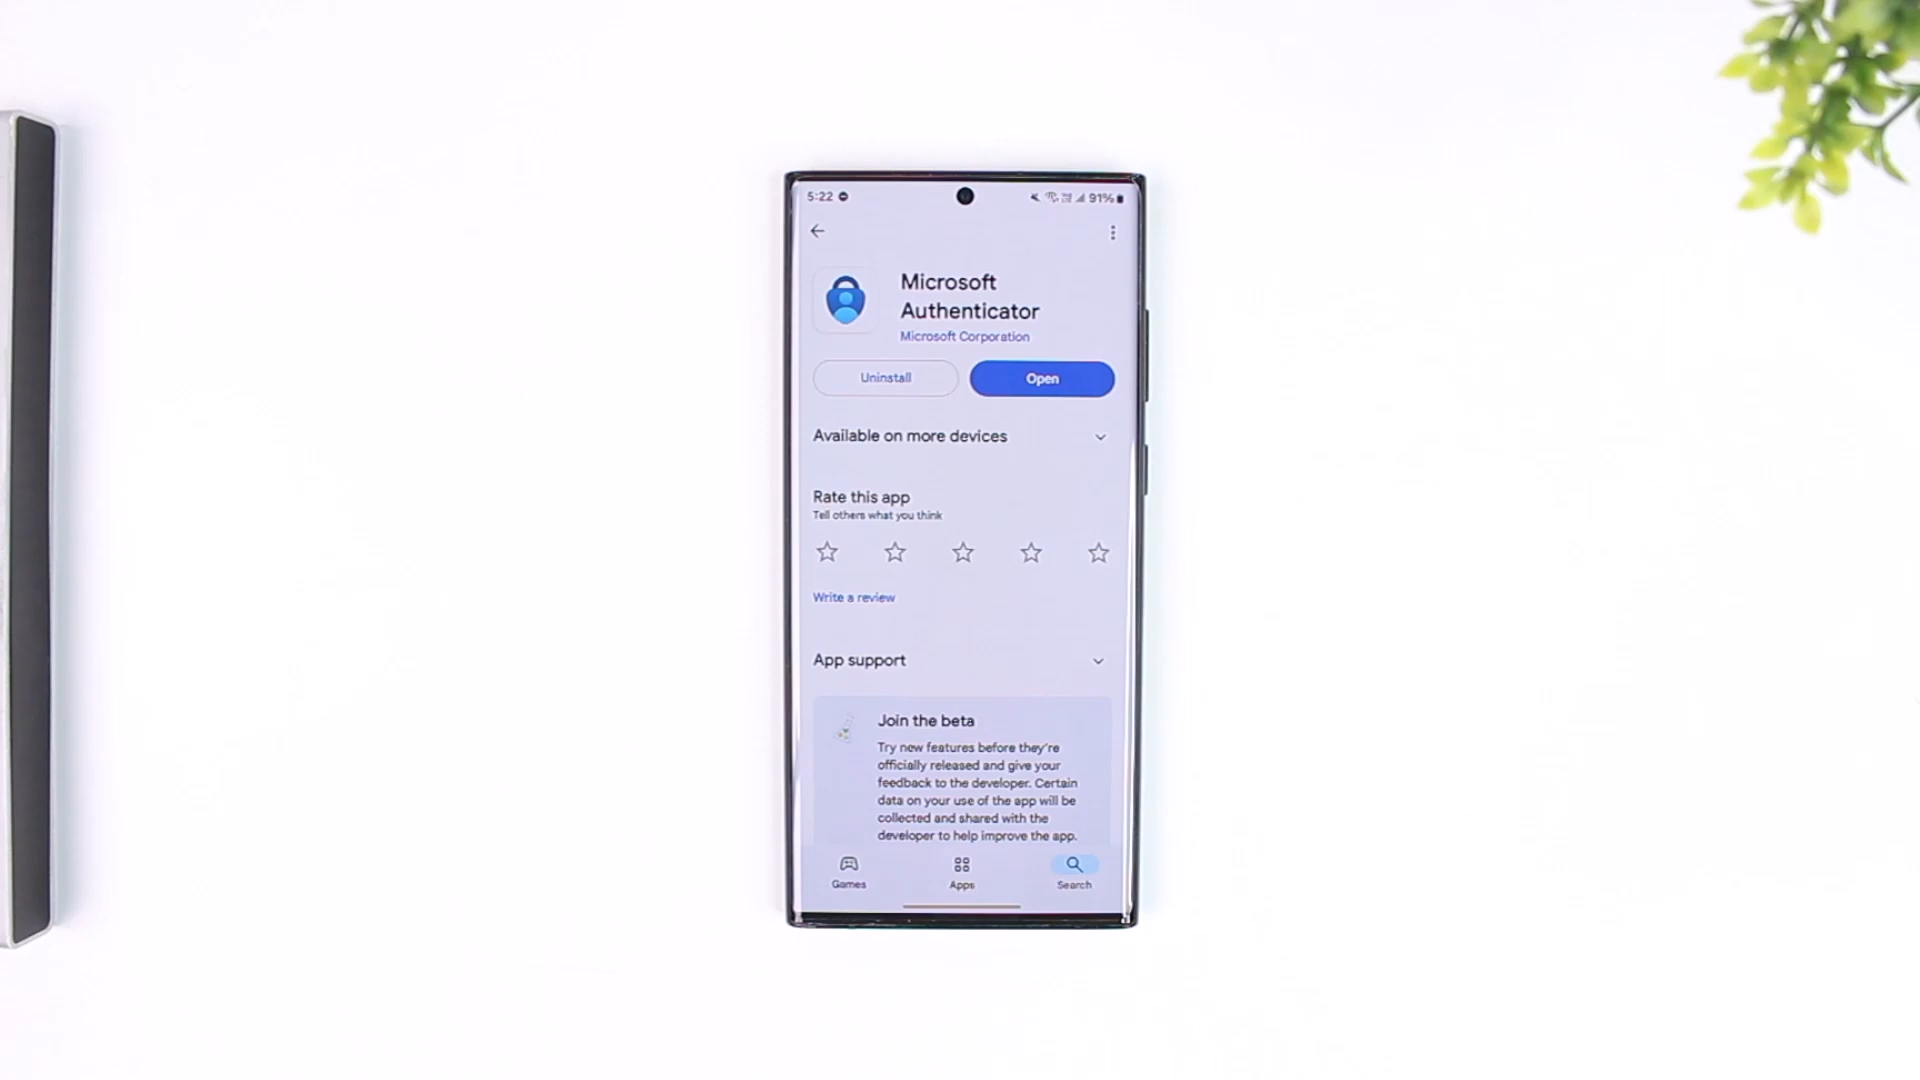 5:22
91%
Microsoft
Authenticator
Microsoft Corporation
Uninstall
Open
Available on more devices
Rate this app
Tell others what you think
Write a review
App support
Join the beta
Try new features before they're
officially released and give your
feedback to the developer. Certain
data on your use of the app will be
collected and shared with the
developer to help improve the app.
Games
Apps
Search